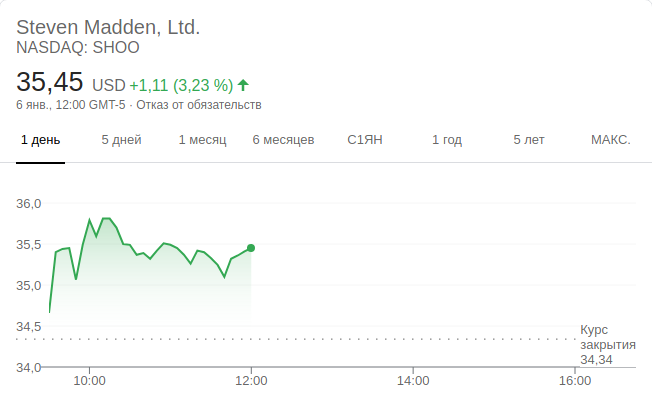 Steven Madden, Ltd.
NASDAQ: SHOO
35,45 USD +1,11 (3,23 %)
6 янв., 12:00 GMT-5 · Отказ от обязательств
1 день 5 дней 1 месяц 6 месяцев С1ЯН 1 год 5 лет МАКС.
36,0
35,5
35,0
34,5
Курс
закрытия
34,34
34,0
10:00 12:00 14:00 16:00